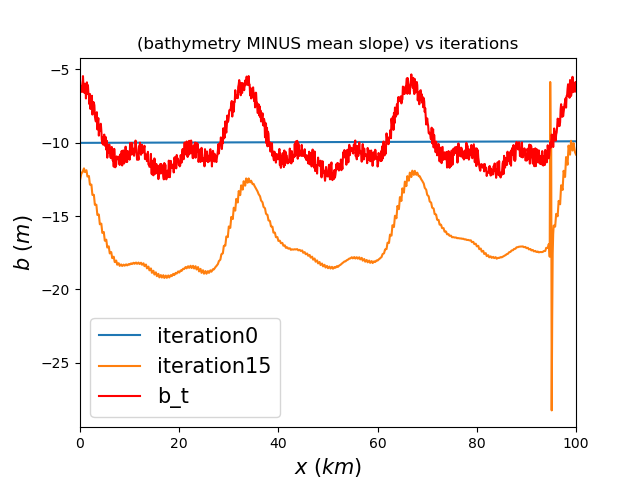 (bathymetry MINUS mean slope) vs iterations
−5
−10
−15
−20
−25
b (m)
iteration0
iteration15
b_t
0 20 40 60 80 100
x (km)